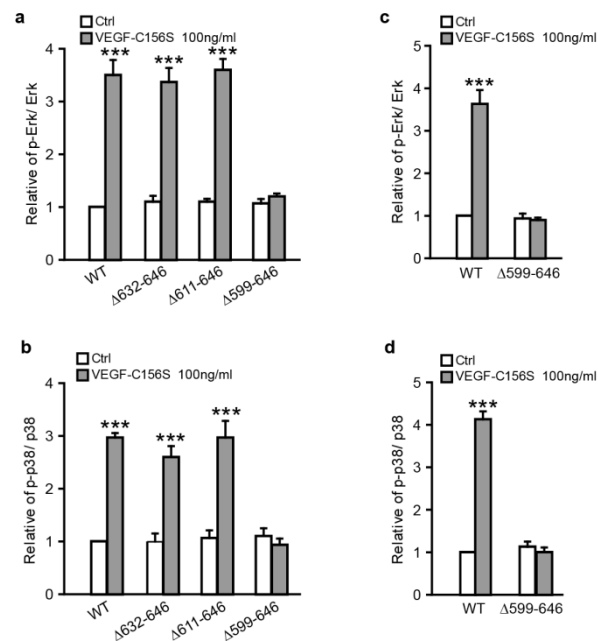 a
Ctrl
VEGF-C156S 100ng/ml
Relative of p-Erk/ Erk
4
3
2
1
0
***
***
***
WT
Δ632-646
Δ611-646
Δ599-646
c
Ctrl
VEGF-C156S 100ng/ml
Relative of p-Erk/ Erk
5
4
3
2
1
0
***
WT
Δ599-646
b
Ctrl
VEGF-C156S 100ng/ml
Relative of p-p38/ p38
4
3
2
1
0
***
***
***
WT
Δ632-646
Δ611-646
Δ599-646
d
Ctrl
VEGF-C156S 100ng/ml
Relative of p-p38/ p38
5
4
3
2
1
0
***
WT
Δ599-646